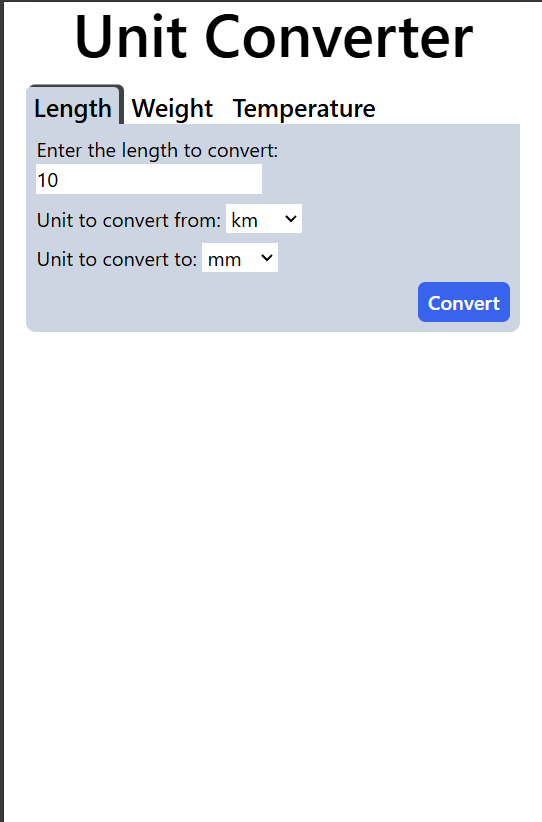 Unit Converter
Length Weight Temperature
Enter the length to convert:
10
Unit to convert from: km
Unit to convert to: mm
Convert